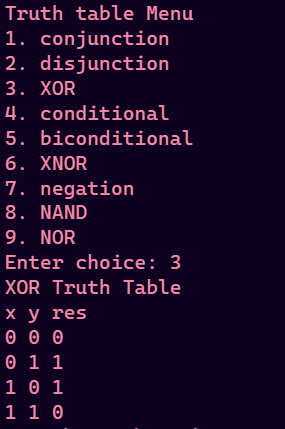 Truth table Menu
1. conjunction
2. disjunction
3. XOR
4. conditional
5. biconditional
6. XNOR
7. negation
8. NAND
9. NOR
Enter choice: 3
XOR Truth Table
x y res
0 0 0
0 1 1
1 0 1
1 1 0